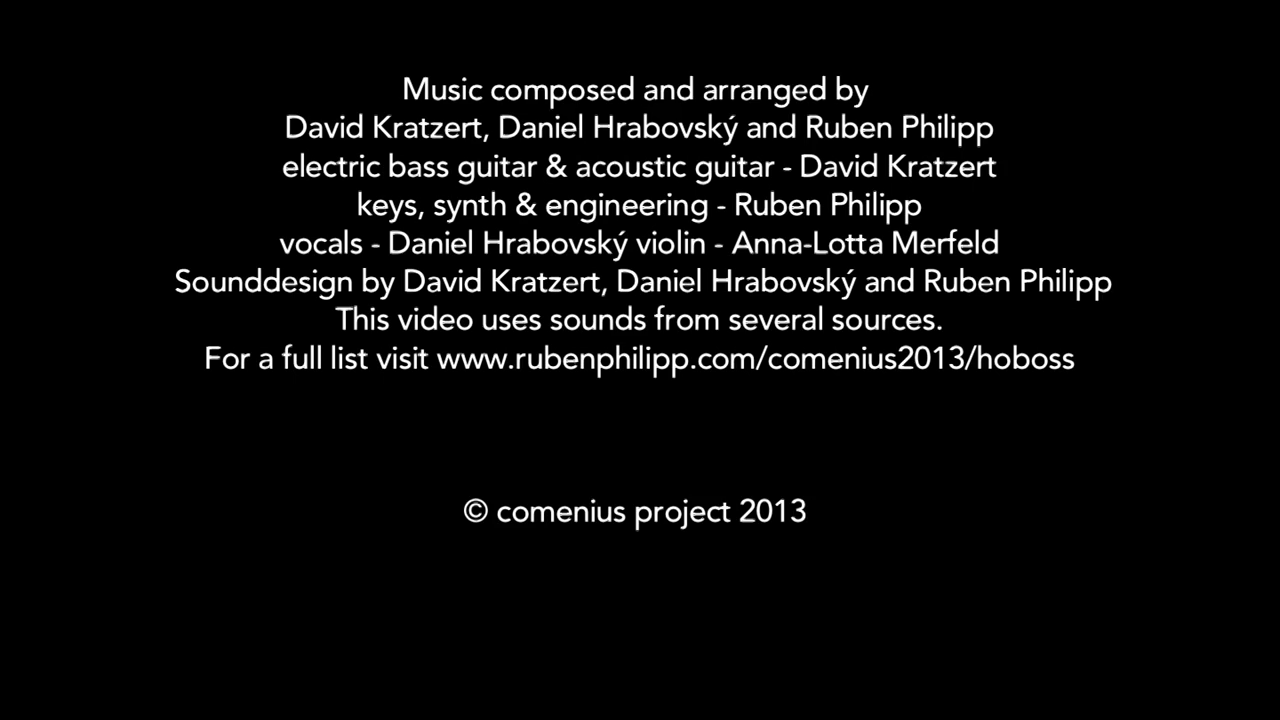 Music composed and arranged by
David Kratzert, Daniel Hrabovský and Ruben Philipp
electric bass guitar & acoustic guitar - David Kratzert
keys, synth & engineering - Ruben Philipp
vocals - Daniel Hrabovský violin - Anna-Lotta Merfeld
Sounddesign by David Kratzert, Daniel Hrabovský and Ruben Philipp
This video uses sounds from several sources.
For a full list visit www.rubenphilipp.com/comenius2013/hoboss
© comenius project 2013